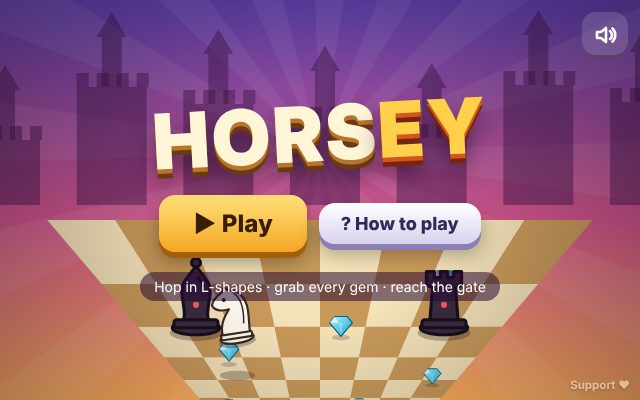 HORSEY
Play
? How to play
Hop in L-shapes · grab every gem · reach the gate
Support ♥